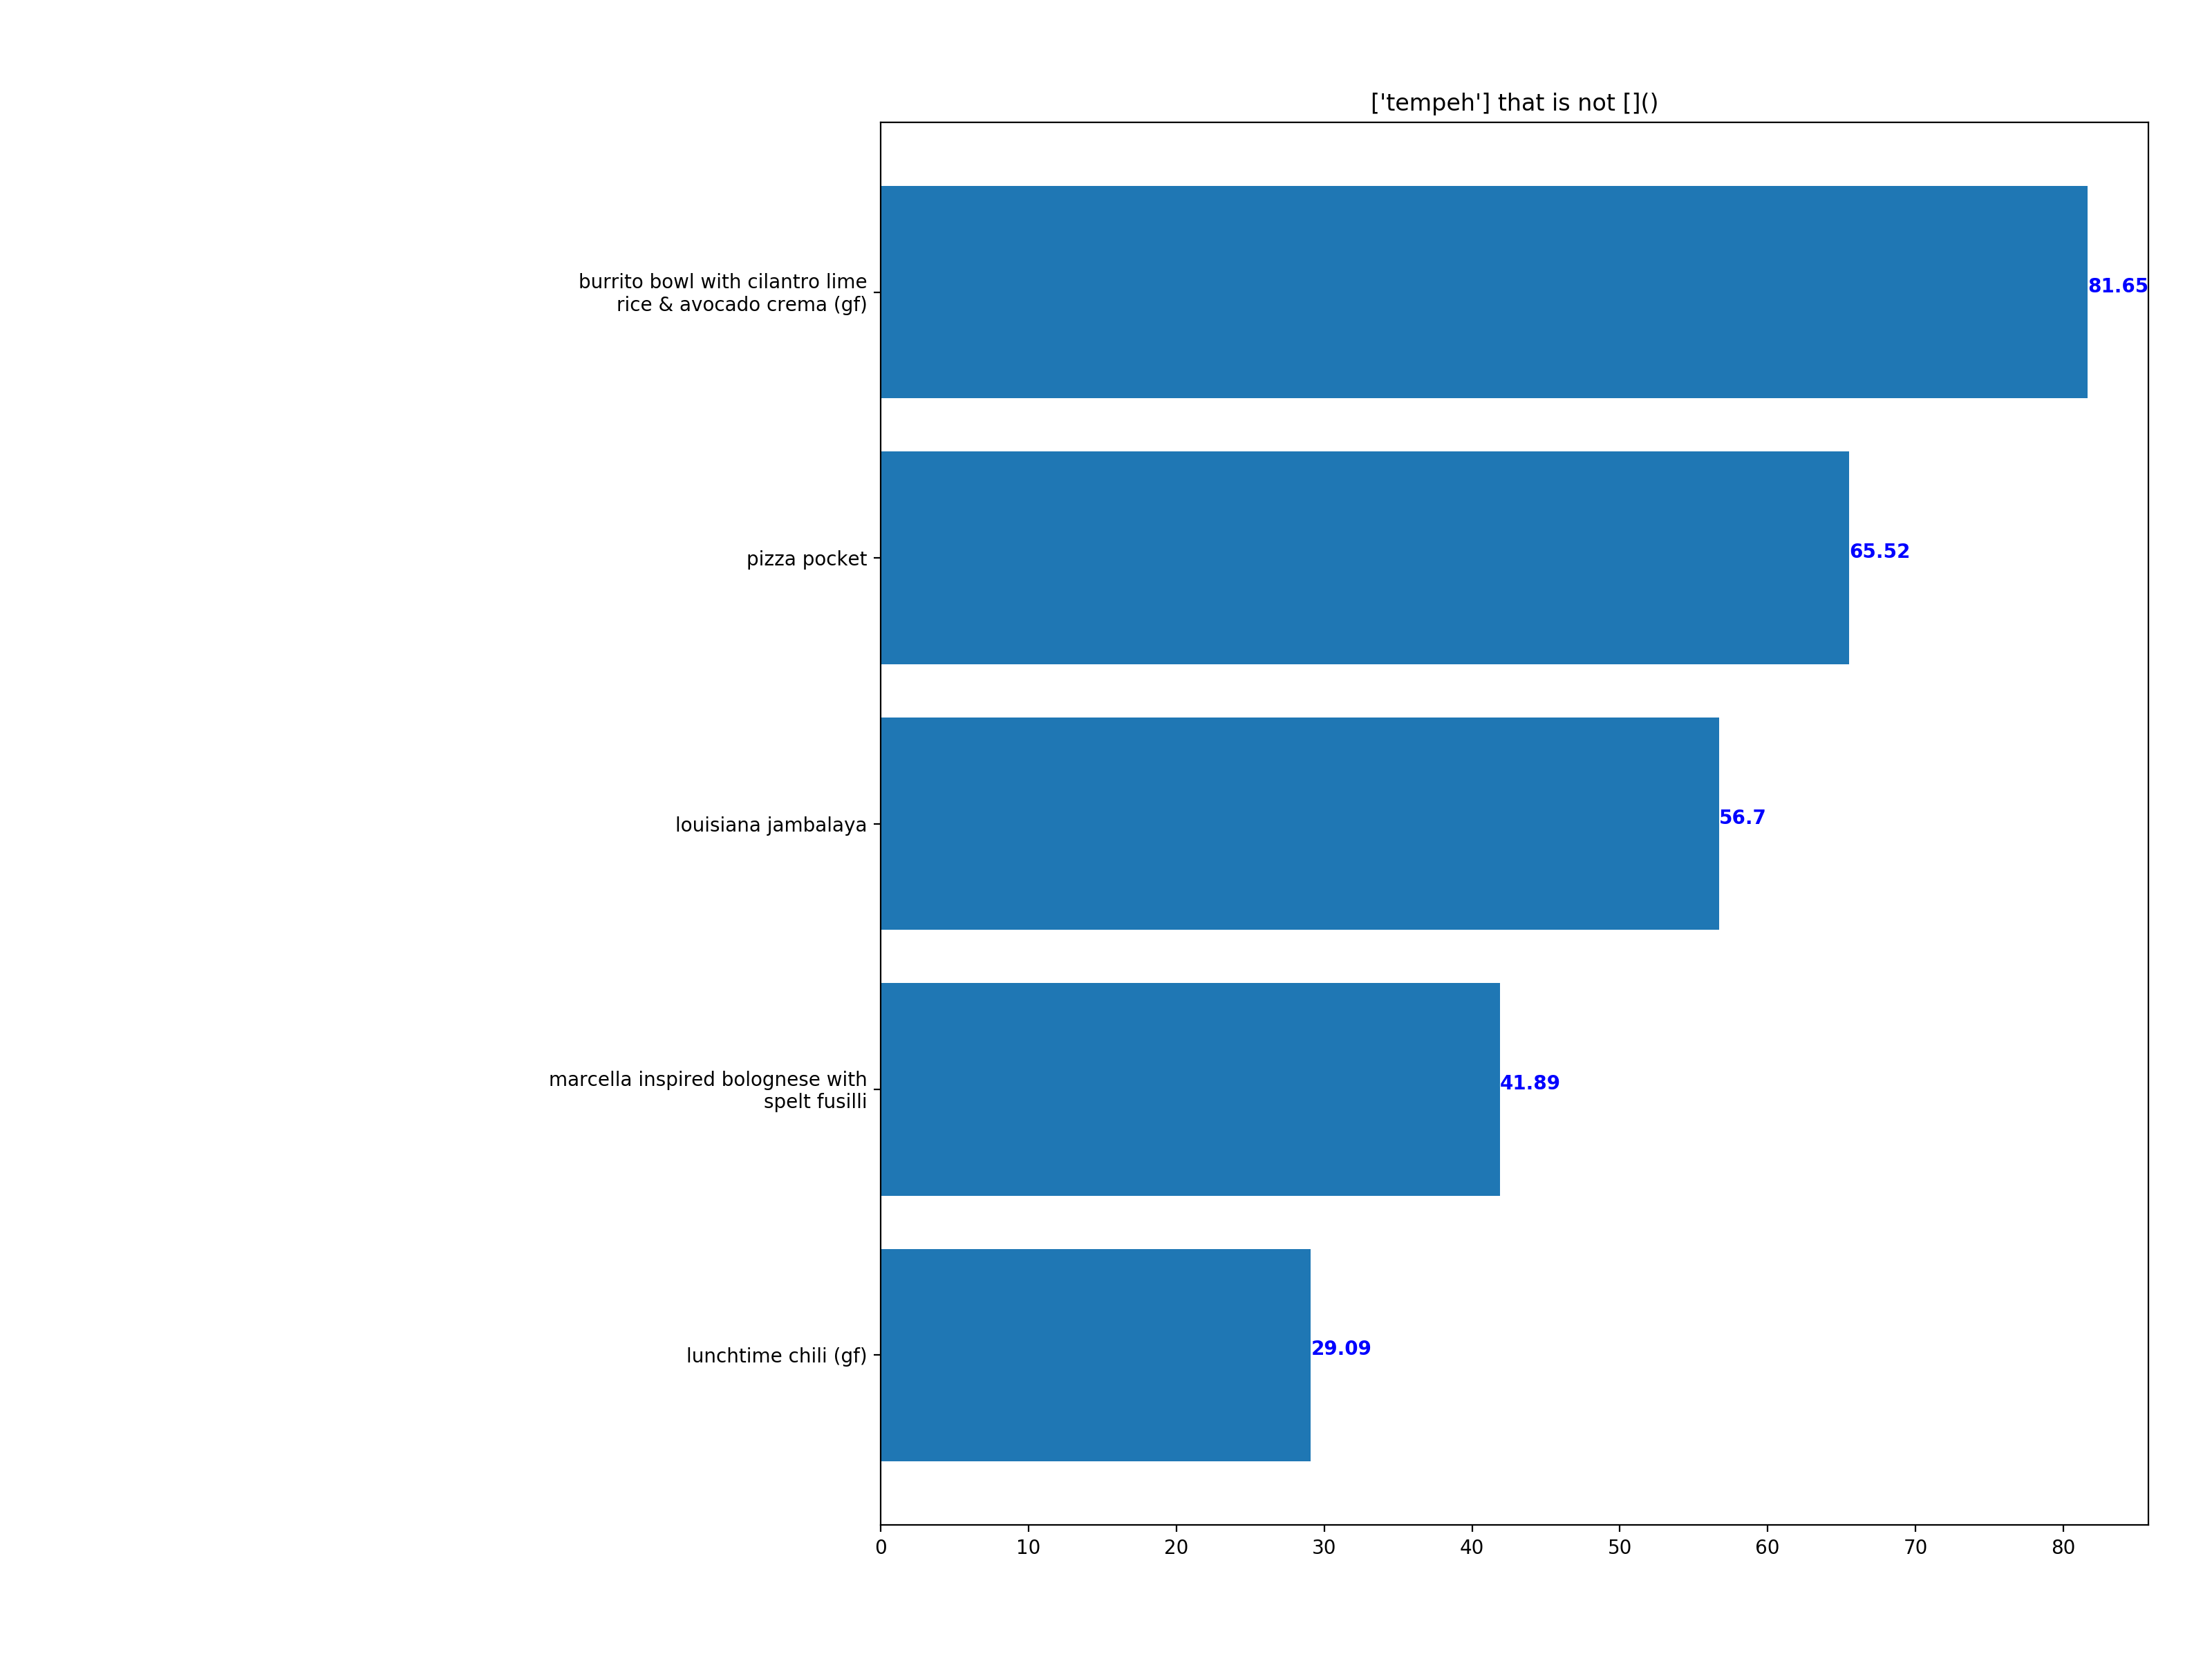 ['tempeh'] that is not []()
burrito bowl with cilantro lime
rice & avocado crema (gf)
81.65
pizza pocket
65.52
louisiana jambalaya
56.7
marcella inspired bolognese with
spelt fusilli
41.89
lunchtime chili (gf)
29.09
0 10 20 30 40 50 60 70 80